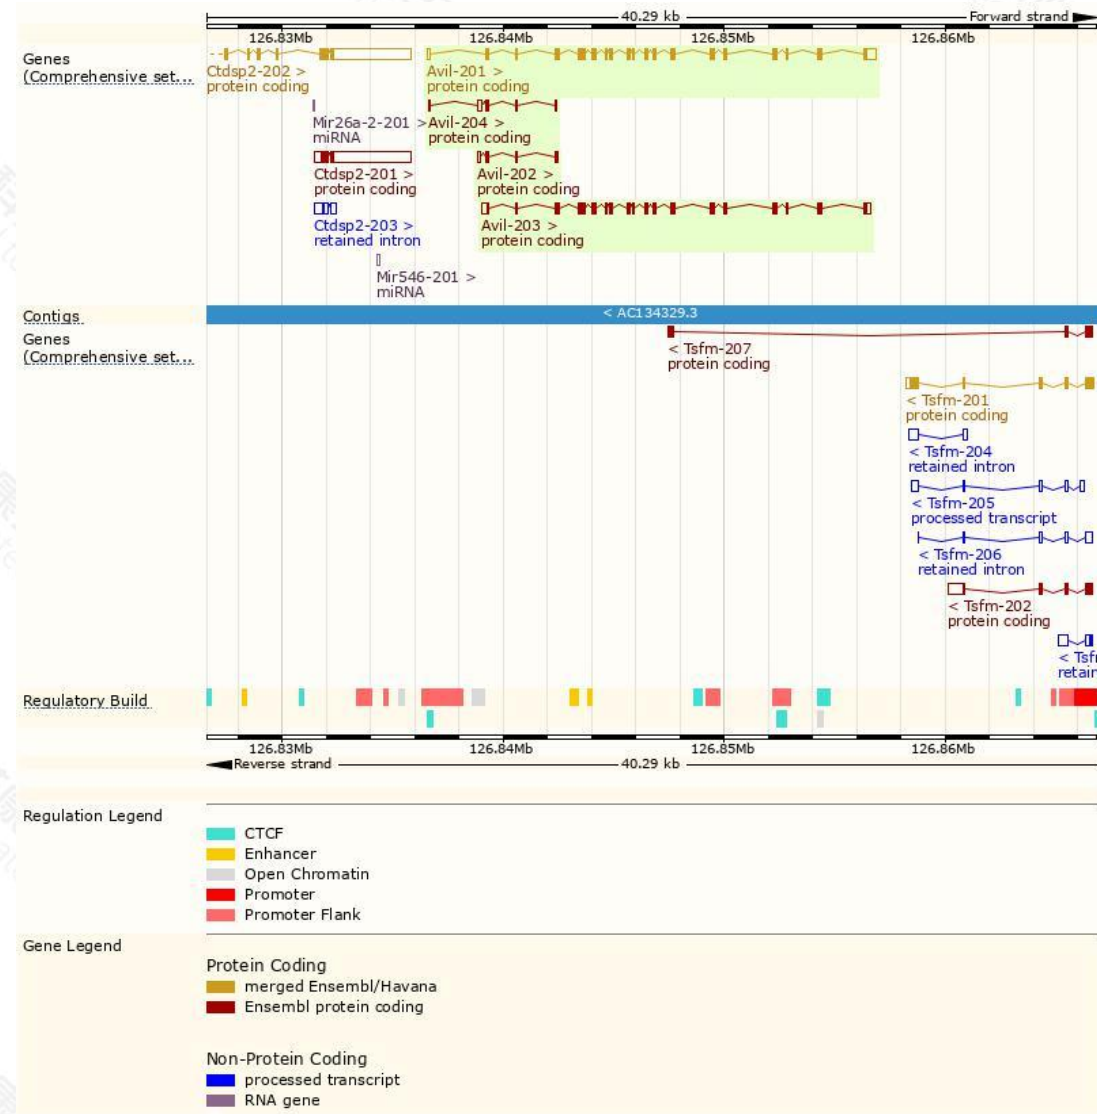 40.29 kb
Forward strand
126.83Mb 126.84Mb 126.85Mb 126.86Mb
Genes
(Comprehensive set...
Ctdsp2-202 >
protein coding
Avil-201 >
protein coding
Mir26a-2-201 >
miRNA
Avil-204 >
protein coding
Ctdsp2-201 >
protein coding
Avil-202 >
protein coding
Ctdsp2-203 >
retained intron
Avil-203 >
protein coding
Mir546-201 >
miRNA
Contigs
< AC134329.3
Genes
(Comprehensive set...
< Tsfm-207
protein coding
< Tsfm-201
protein coding
< Tsfm-204
retained intron
< Tsfm-205
processed transcript
< Tsfm-206
retained intron
< Tsfm-202
protein coding
Regulatory Build
126.83Mb 126.84Mb 126.85Mb 126.86Mb
Reverse strand
40.29 kb
Regulation Legend
CTCF
Enhancer
Open Chromatin
Promoter
Promoter Flank
Gene Legend
Protein Coding
merged Ensembl/Havana
Ensembl protein coding
Non-Protein Coding
processed transcript
RNA gene